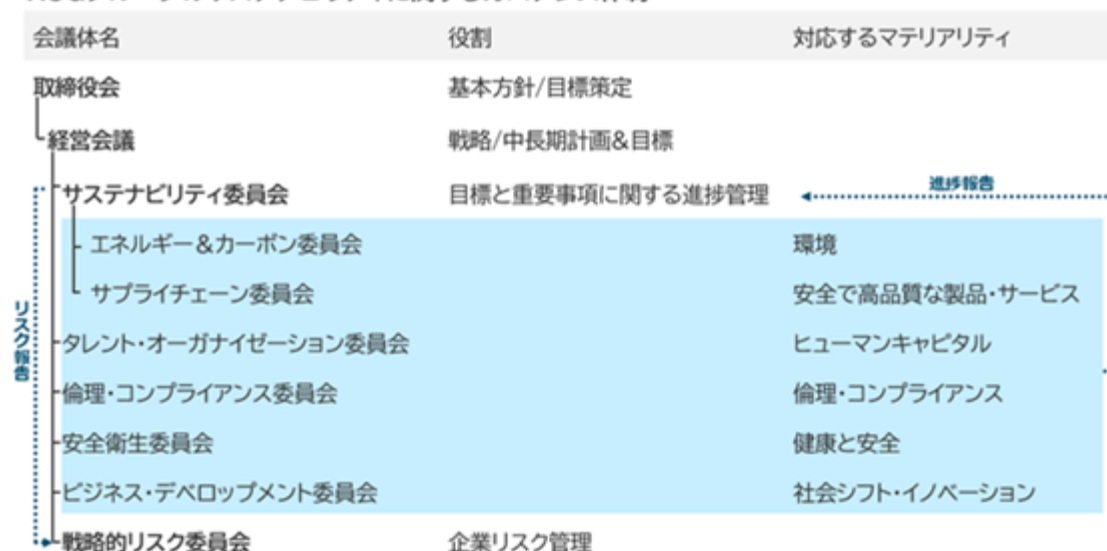 会議体名 役割 対応するマテリアリティ
取締役会 基本方針/目標策定
経営会議 戦略/中長期計画&目標
サステナビリティ委員会 目標と重要事項に関する進捗管理 進捗報告
エネルギー&カーボン委員会 環境
サプライチェーン委員会 安全で高品質な製品・サービス
タレント・オーガナイゼーション委員会 ヒューマンキャピタル
倫理・コンプライアンス委員会 倫理・コンプライアンス
安全衛生委員会 健康と安全
ビジネス・デベロップメント委員会 社会シフト・イノベーション
戦略的リスク委員会 企業リスク管理
リスク報告